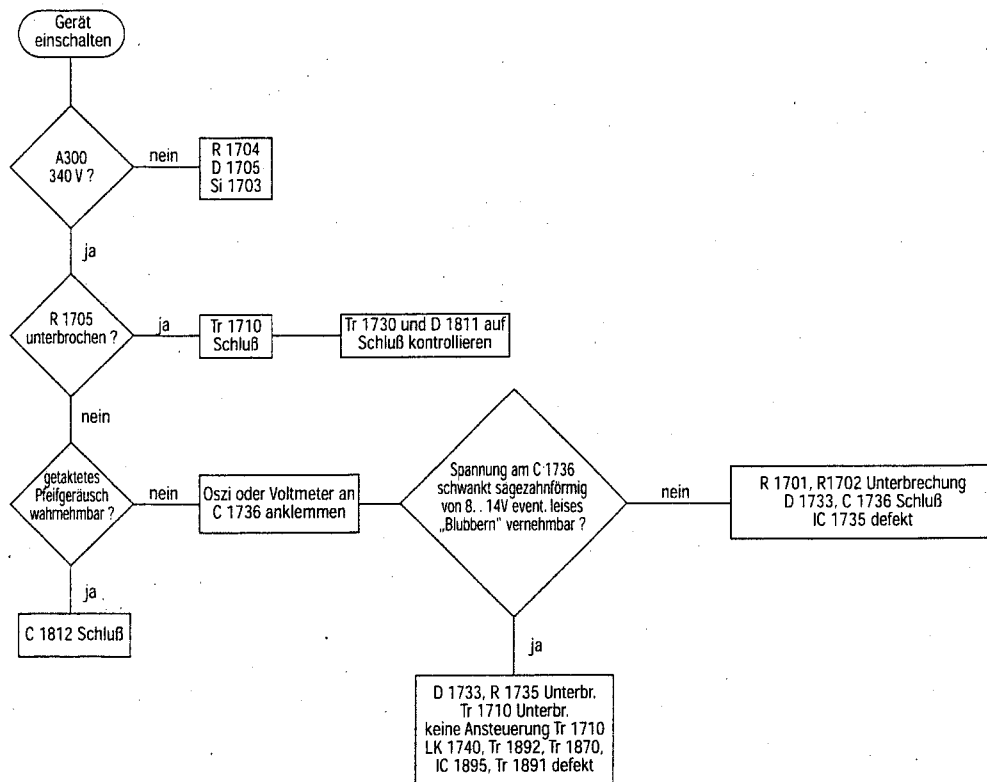 Gerät
einschalten
A300
340 V ?
nein
R 1704
D 1705
Si 1703
ja
R 1705
unterbrochen ?
ja
Tr 1710
Schluß
Tr 1730 und D 1811 auf
Schluß kontrollieren
nein
getaktetes
Pfeifgeräusch
wahrnehmbar ?
nein
Oszi oder Voltmeter an
C 1736 anklemmen
Spannung am C 1736
schwankt sägezahnförmig
von 8. . 14V event. leises
„Blubbern" vernehmbar ?
nein
R 1701, R1702 Unterbrechung
D 1733, C 1736 Schluß
IC 1735 defekt
ja
C 1812 Schluß
ja
D 1733, R 1735 Unterbr.
Tr 1710 Unterbr.
keine Ansteuerung Tr 1710
LK 1740, Tr 1892, Tr 1870,
IC 1895, Tr 1891 defekt